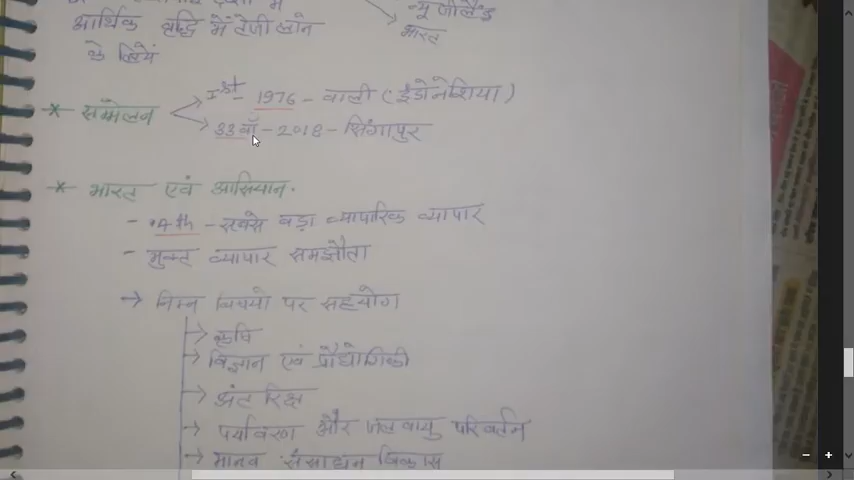 न्यूजीलैंड
आर्थिक वृद्धि में तेजी लाने
भारत
के लिये
* सम्मेलन
Ist - 1976 - बाली (इंडोनेशिया)
33वाँ - 2018 - सिंगापुर
* भारत एवं आसियान.
- 4th - सबसे बड़ा व्यापारिक व्यापार
- मुक्त व्यापार समझौता
→ निम्न विषयो पर सहयोग
→ कृषि
→ विज्ञान एवं प्रौद्योगिकी
→ अंतरिक्ष
→ पर्यावरण और जलवायु परिवर्तन
→ मानव संसाधन विकास